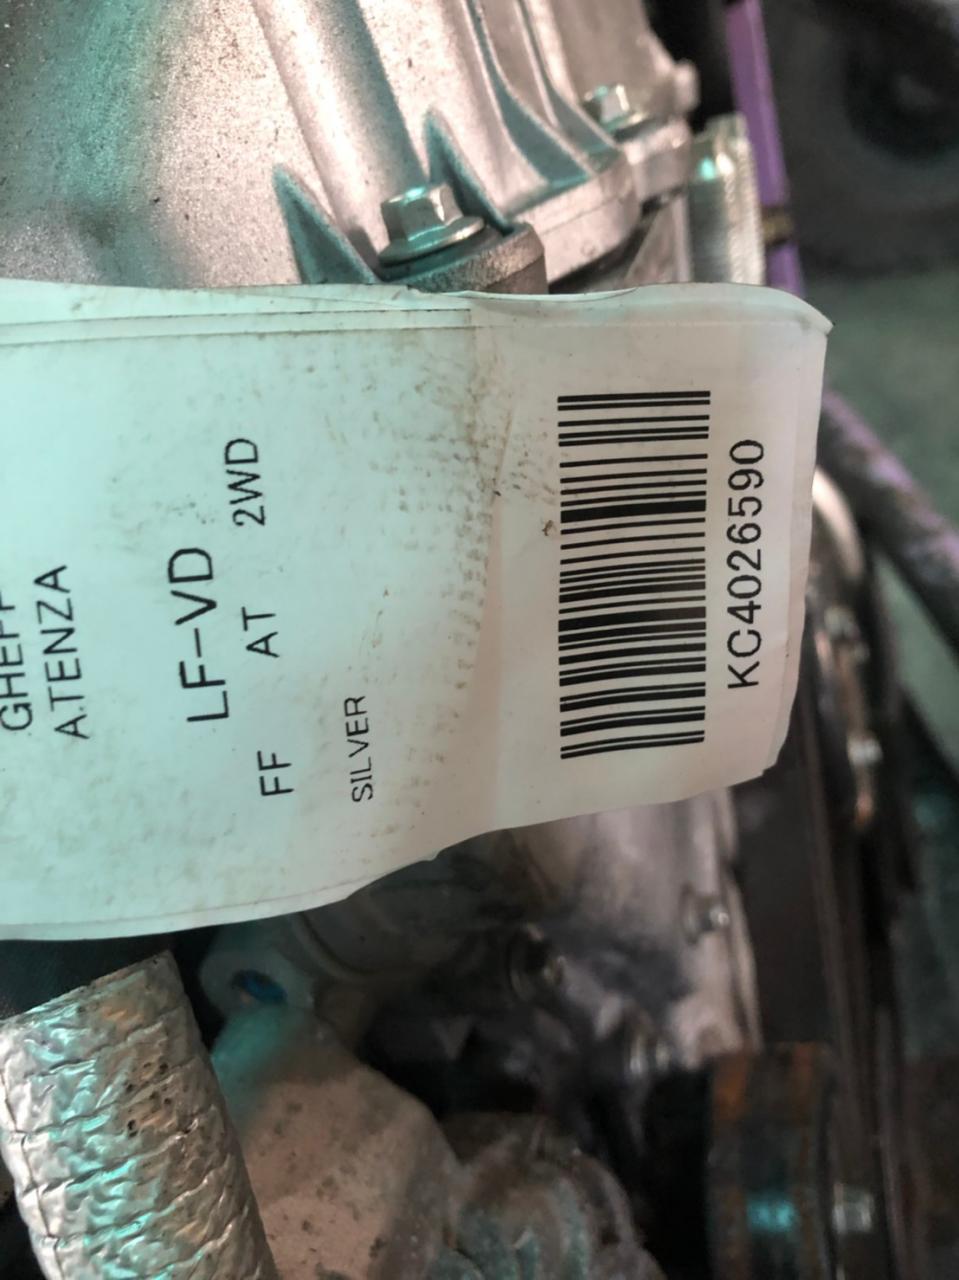 A.TENZA
LF-VD
FF AT 2WD
SILVER
KC4026590